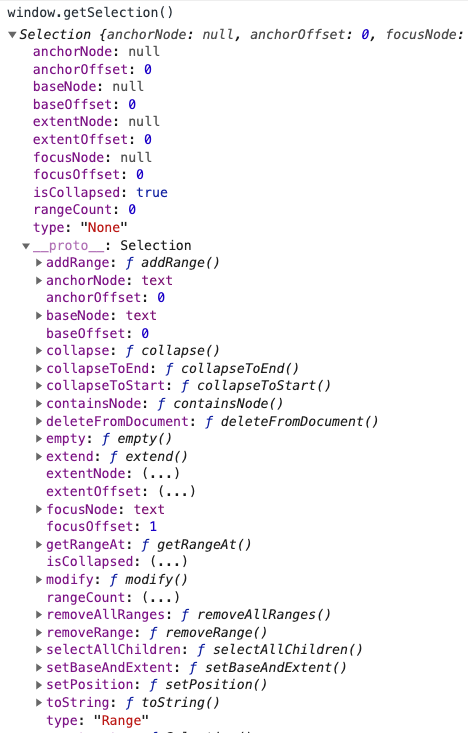 window.getSelection()
Selection {anchorNode: null, anchorOffset: 0, focusNode:
anchorNode: null
anchorOffset: 0
baseNode: null
baseOffset: 0
extentNode: null
extentOffset: 0
focusNode: null
focusOffset: 0
isCollapsed: true
rangeCount: 0
type: "None"
__proto__: Selection
addRange: ƒ addRange()
anchorNode: text
anchorOffset: 0
baseNode: text
baseOffset: 0
collapse: ƒ collapse()
collapseToEnd: ƒ collapseToEnd()
collapseToStart: ƒ collapseToStart()
containsNode: ƒ containsNode()
deleteFromDocument: ƒ deleteFromDocument()
empty: ƒ empty()
extend: ƒ extend()
extentNode: (...)
extentOffset: (...)
focusNode: text
focusOffset: 1
getRangeAt: ƒ getRangeAt()
isCollapsed: (...)
modify: ƒ modify()
rangeCount: (...)
removeAllRanges: ƒ removeAllRanges()
removeRange: ƒ removeRange()
selectAllChildren: ƒ selectAllChildren()
setBaseAndExtent: ƒ setBaseAndExtent()
setPosition: ƒ setPosition()
toString: ƒ toString()
type: "Range"